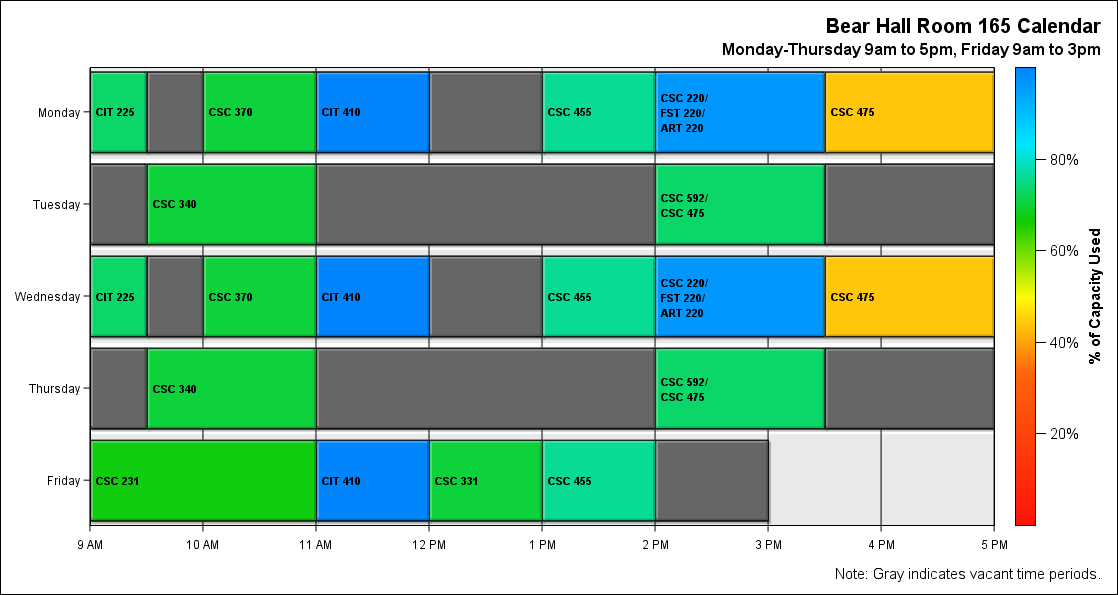 Bear Hall Room 165 Calendar
Monday-Thursday 9am to 5pm, Friday 9am to 3pm
Monday
CIT 225
CSC 370
CIT 410
CSC 455
CSC 220/
FST 220/
ART 220
CSC 475
Tuesday
CSC 340
CSC 592/
CSC 475
Wednesday
CIT 225
CSC 370
CIT 410
CSC 455
CSC 220/
FST 220/
ART 220
CSC 475
Thursday
CSC 340
CSC 592/
CSC 475
Friday
CSC 231
CIT 410
CSC 331
CSC 455
9 AM
10 AM
11 AM
12 PM
1 PM
2 PM
3 PM
4 PM
5 PM
80%
60%
40%
20%
% of Capacity Used
Note: Gray indicates vacant time periods.